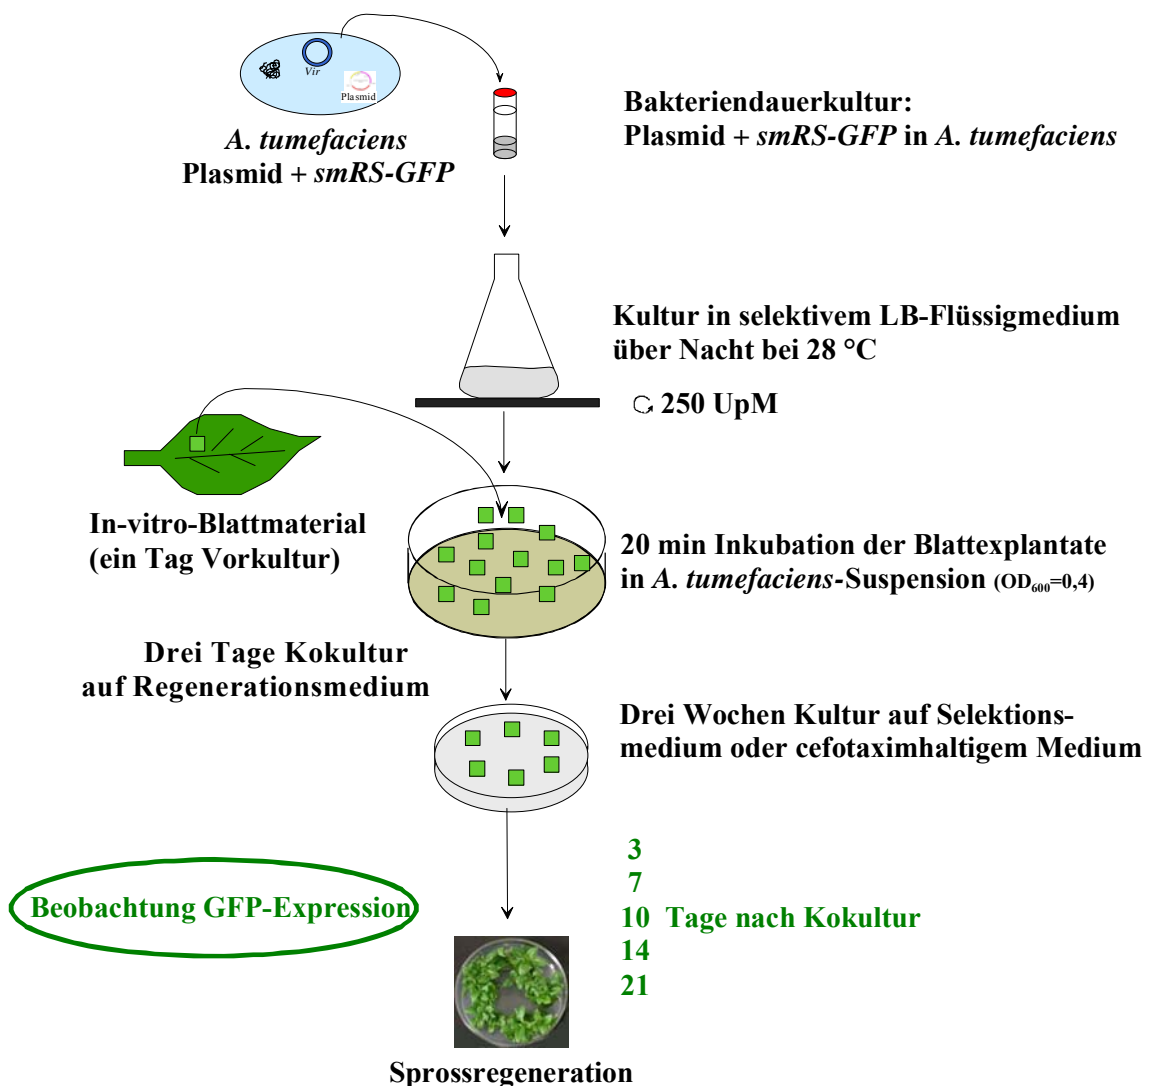 Vir
Plasmid
A. tumefaciens
Plasmid + smRS-GFP
Bakteriendauerkultur:
Plasmid + smRS-GFP in A. tumefaciens
Kultur in selektivem LB-Flüssigmedium
über Nacht bei 28 °C
250 UpM
In-vitro-Blattmaterial
(ein Tag Vorkultur)
20 min Inkubation der Blattexplantate
in A. tumefaciens-Suspension (OD₆₀₀=0,4)
Drei Tage Kokultur
auf Regenerationsmedium
Drei Wochen Kultur auf Selektions-
medium oder cefotaximhaltigem Medium
Beobachtung GFP-Expression
3
7
10 Tage nach Kokultur
14
21
Sprossregeneration